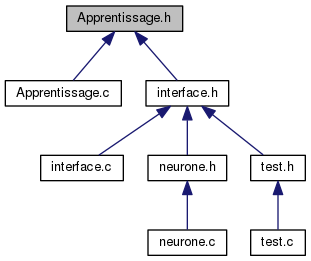 Apprentissage.h
Apprentissage.c
interface.h
interface.c
neurone.h
test.h
neurone.c
test.c